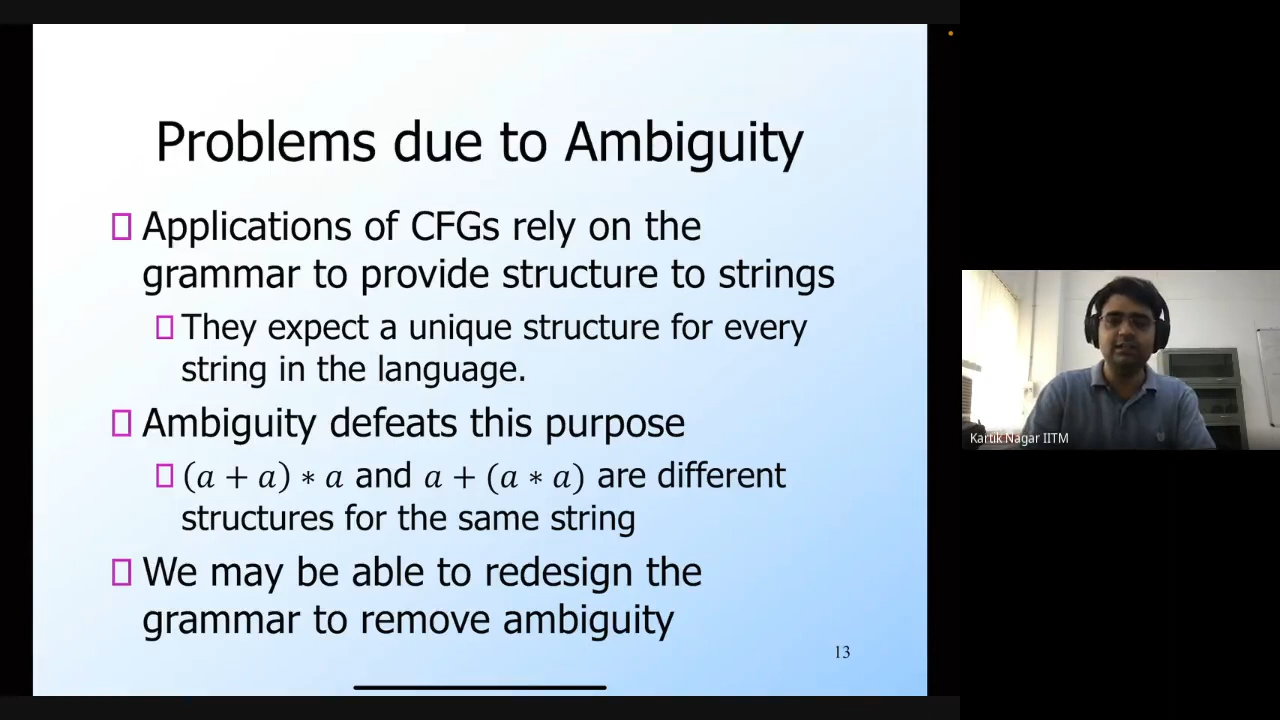 Problems due to Ambiguity
Applications of CFGs rely on the
grammar to provide structure to strings
They expect a unique structure for every
string in the language.
Ambiguity defeats this purpose
(𝑎 + 𝑎) ∗ 𝑎 and 𝑎 + (𝑎 ∗ 𝑎) are different
structures for the same string
We may be able to redesign the
grammar to remove ambiguity
13
Kartik Nagar IITM